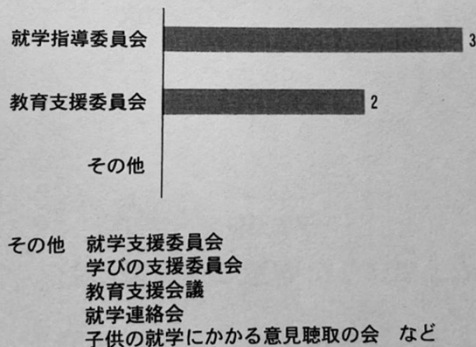 就学指導委員会 3
教育支援委員会 2
その他
その他 就学支援委員会
学びの支援委員会
教育支援会議
就学連絡会
子供の就学にかかる意見聴取の会 など